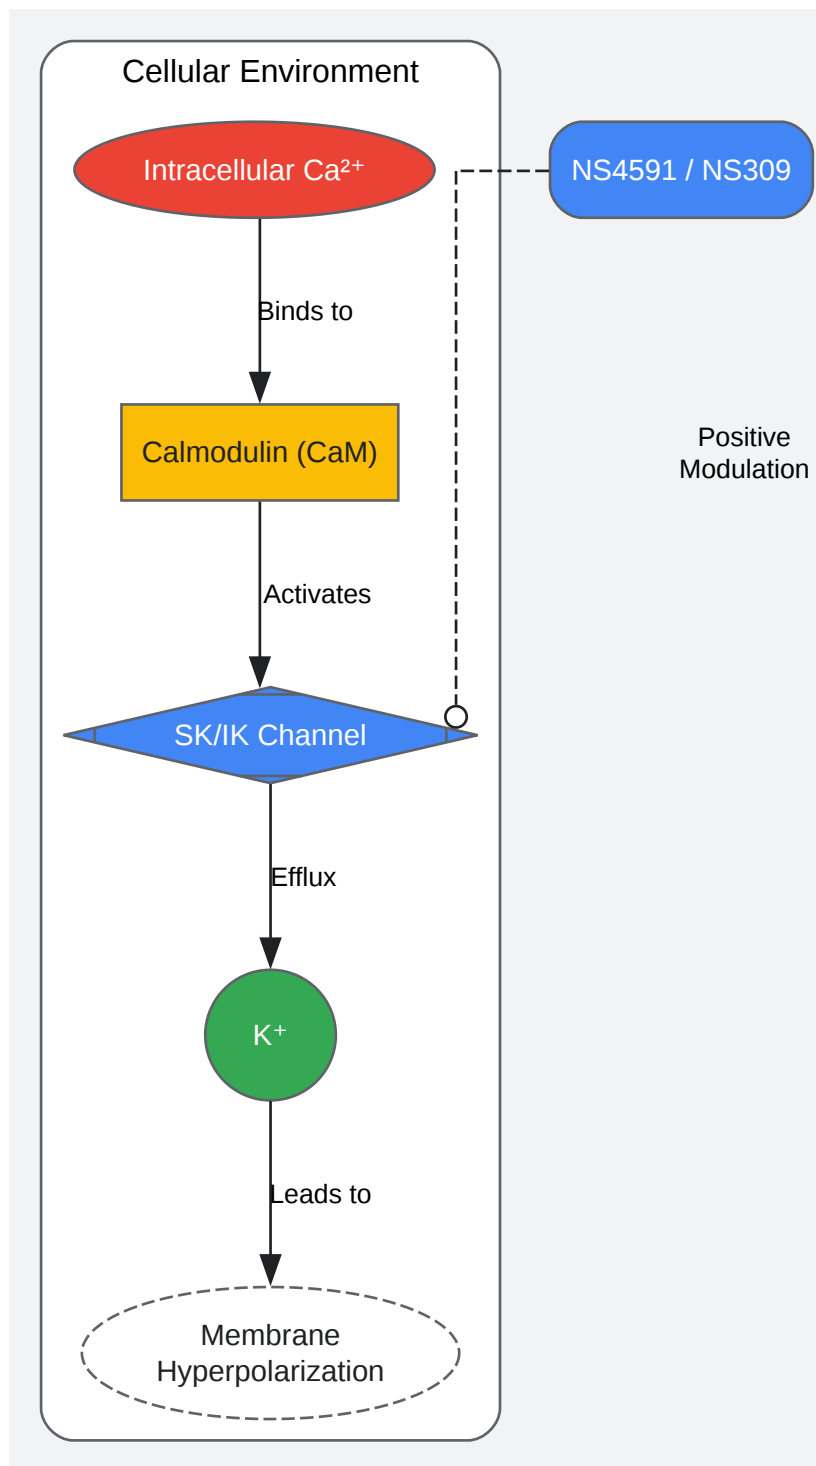 Cellular Environment
Intracellular Ca²⁺
NS4591 / NS309
Binds to
Positive
Modulation
Calmodulin (CaM)
Activates
SK/IK Channel
Efflux
K⁺
Leads to
Membrane
Hyperpolarization